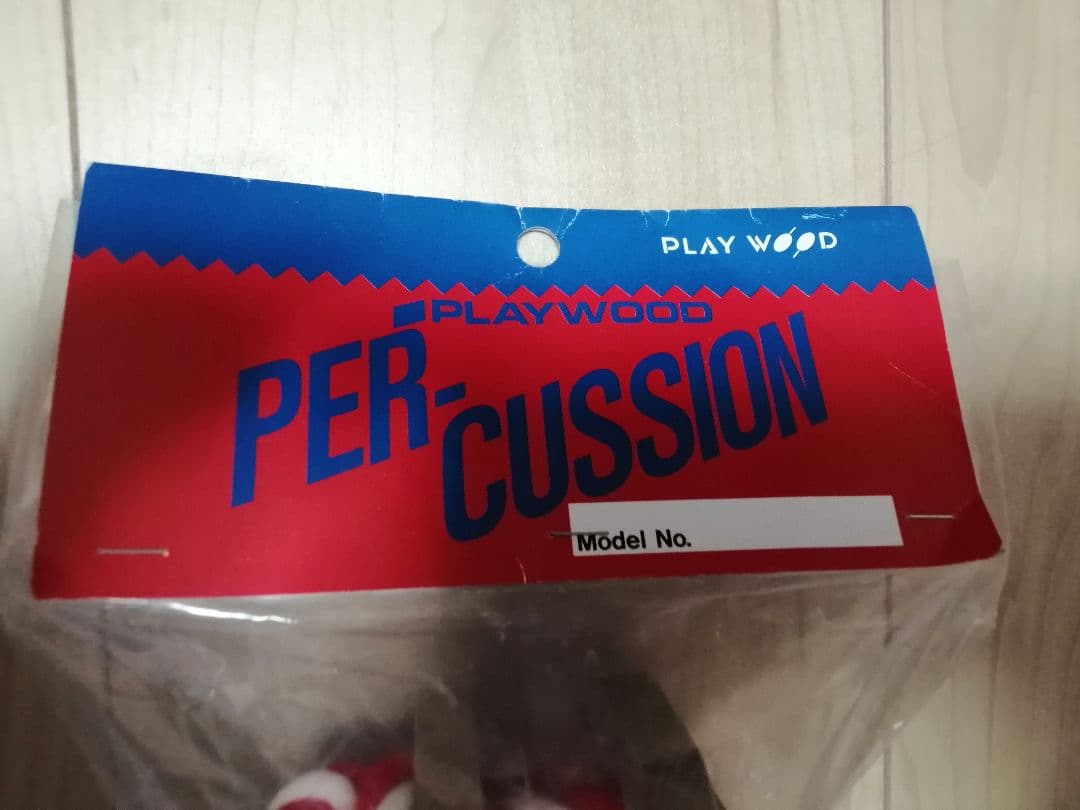 PLAY WOOD
PLAYWOOD
PER-
CUSSION
Model No.